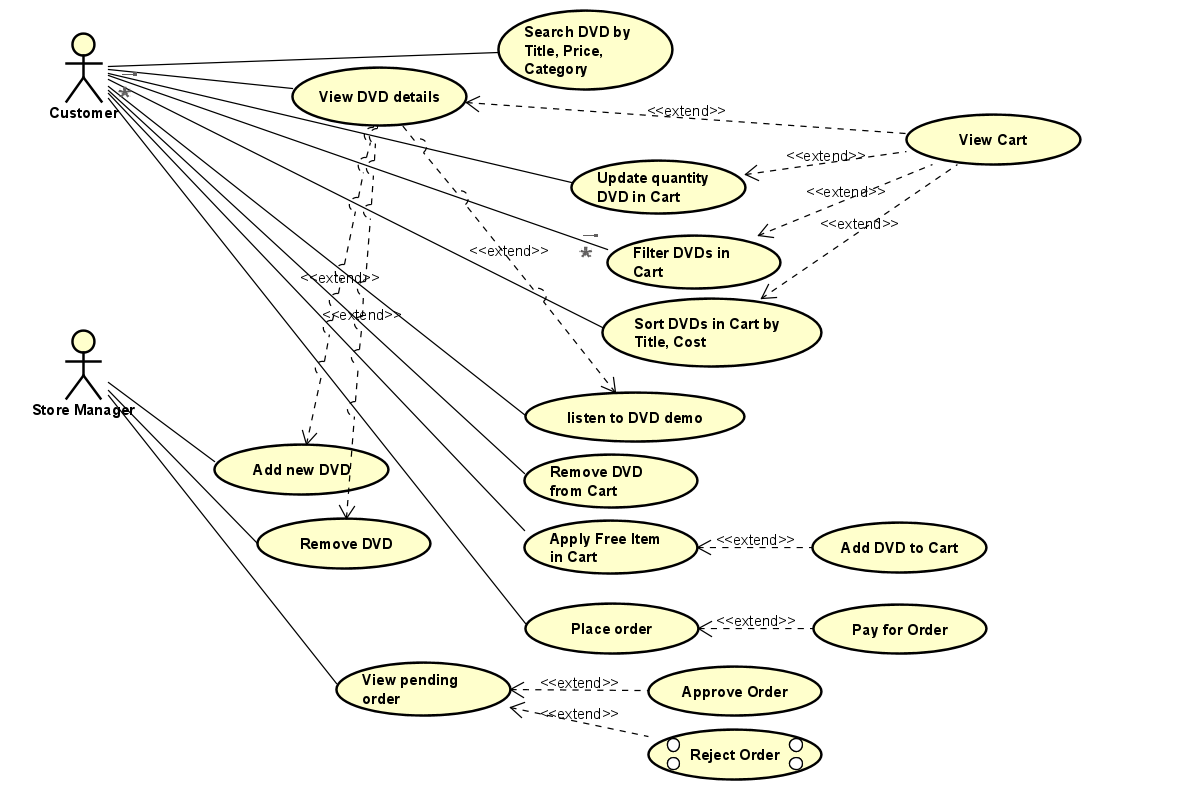 Search DVD by
Title, Price,
Category
Customer
*
View DVD details
<<extend>>
View Cart
<<extend>>
Update quantity
DVD in Cart
<<extend>>
<<extend>>
*
Filter DVDs in
Cart
<<extend>>
<<extend>>
<<extend>>
Sort DVDs in Cart by
Title, Cost
Store Manager
listen to DVD demo
Add new DVD
Remove DVD
from Cart
Remove DVD
Apply Free Item
in Cart
<<extend>>
Add DVD to Cart
Place order
<<extend>>
Pay for Order
View pending
order
<<extend>>
Approve Order
<<extend>>
Reject Order